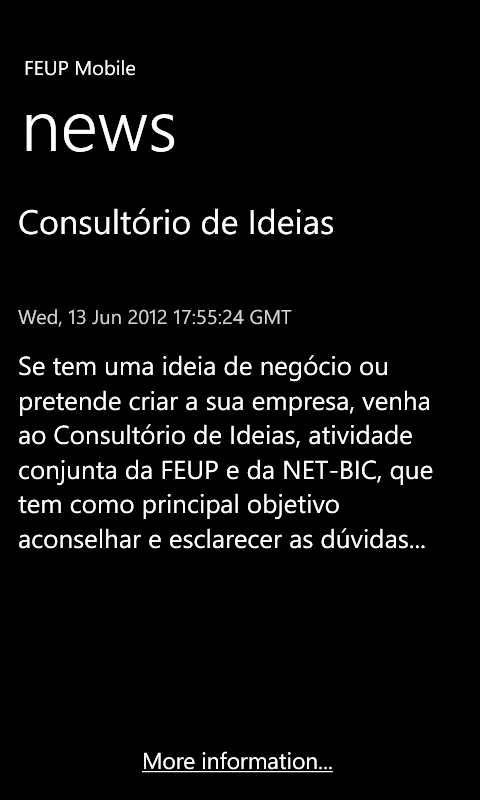 FEUP Mobile
news
Consultório de Ideias
Wed, 13 Jun 2012 17:55:24 GMT
Se tem uma ideia de negócio ou
pretende criar a sua empresa, venha
ao Consultório de Ideias, atividade
conjunta da FEUP e da NET-BIC, que
tem como principal objetivo
aconselhar e esclarecer as dúvidas...
More information...